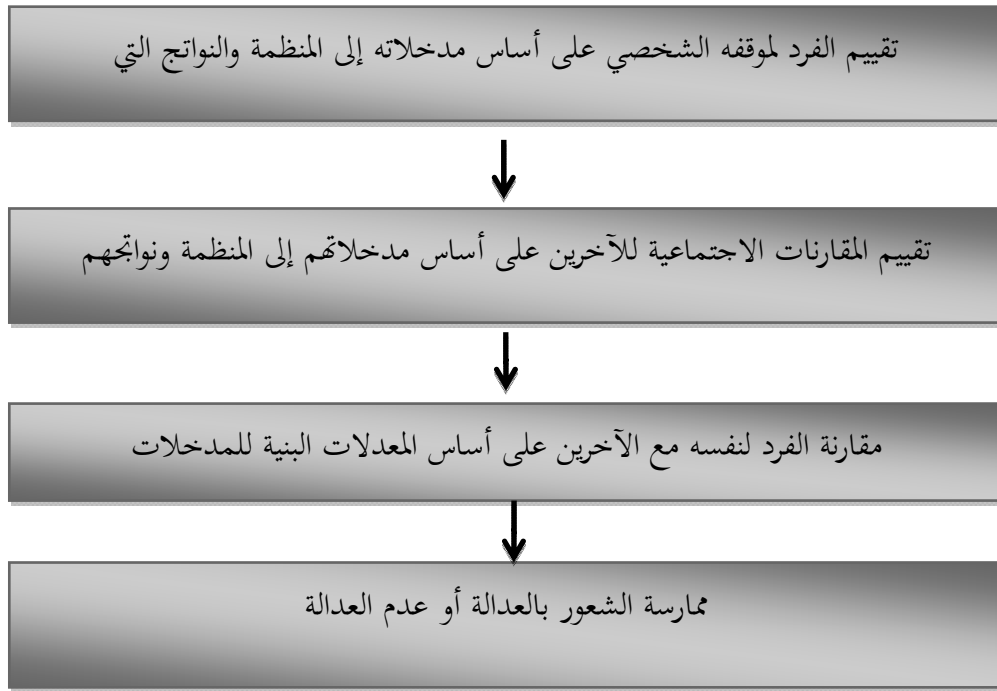 تقييم الفرد لموقفه الشخصي على أساس مدخلاته إلى المنظمة والنواتج التي
تقييم المقارنات الاجتماعية للآخرين على أساس مدخلاتهم إلى المنظمة ونواتجهم
مقارنة الفرد لنفسه مع الآخرين على أساس المعدلات البنية للمدخلات
ممارسة الشعور بالعدالة أو عدم العدالة